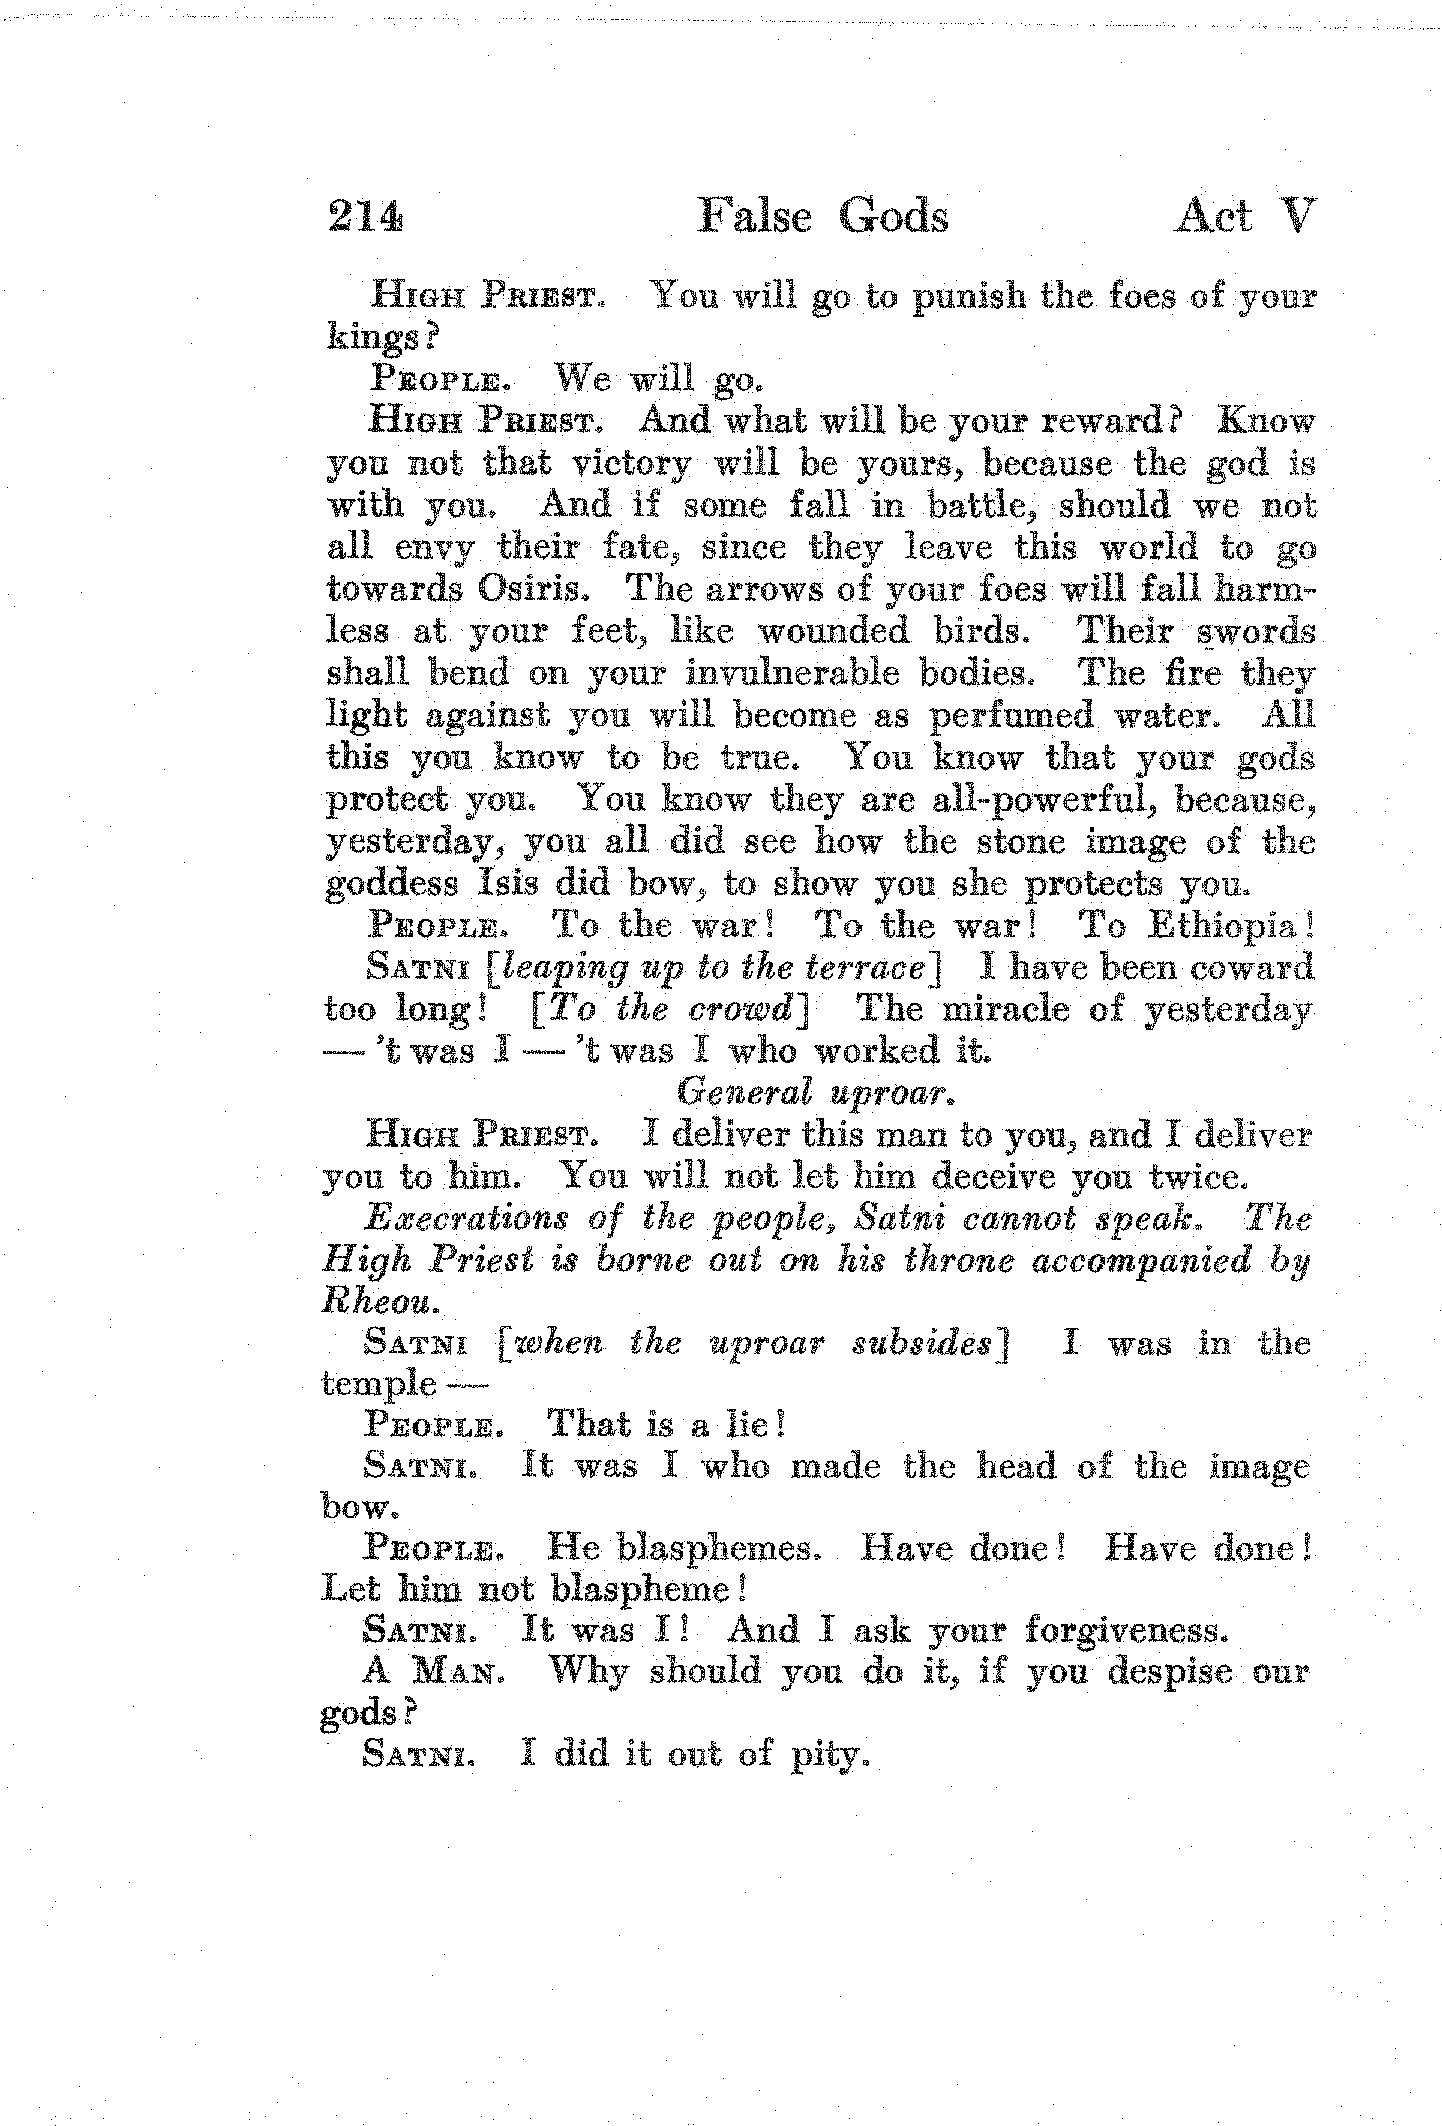 214 False Gods Act V
High Priest. You will go to punish the foes of your
kings?
People. We will go.
High Priest. And what will be your reward? Know
you not that victory will be yours, because the god is
with you. And if some fall in battle, should we not
all envy their fate, since they leave this world to go
towards Osiris. The arrows of your foes will fall harm-
less at your feet, like wounded birds. Their swords
shall bend on your invulnerable bodies. The fire they
light against you will become as perfumed water. All
this you know to be true. You know that your gods
protect you. You know they are all-powerful, because,
yesterday, you all did see how the stone image of the
goddess Isis did bow, to show you she protects you.
People. To the war! To the war! To Ethiopia!
Satni [leaping up to the terrace] I have been coward
too long! [To the crowd] The miracle of yesterday
— 't was I — 't was I who worked it.
General uproar.
High Priest. I deliver this man to you, and I deliver
you to him. You will not let him deceive you twice.
Execrations of the people, Satni cannot speak. The
High Priest is borne out on his throne accompanied by
Rheou.
Satni [when the uproar subsides] I was in the
temple —
People. That is a lie!
Satni. It was I who made the head of the image
bow.
People. He blasphemes. Have done! Have done!
Let him not blaspheme!
Satni. It was I! And I ask your forgiveness.
A Man. Why should you do it, if you despise our
gods?
Satni. I did it out of pity.